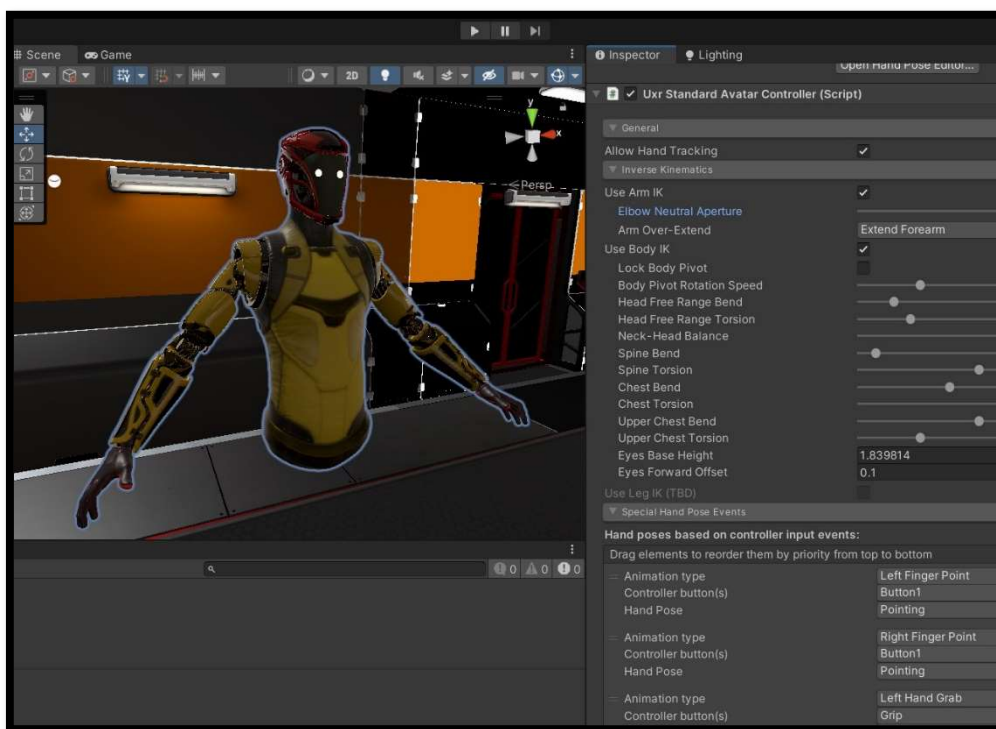 Scene
Game
2D
y
x
Persp
0
0
0
Inspector
Lighting
Open Hand Pose Editor...
# Uxr Standard Avatar Controller (Script)
General
Allow Hand Tracking
Inverse Kinematics
Use Arm IK
Elbow Neutral Aperture
Arm Over-Extend Extend Forearm
Use Body IK
Lock Body Pivot
Body Pivot Rotation Speed
Head Free Range Bend
Head Free Range Torsion
Neck-Head Balance
Spine Bend
Spine Torsion
Chest Bend
Chest Torsion
Upper Chest Bend
Upper Chest Torsion
Eyes Base Height 1.839814
Eyes Forward Offset 0.1
Use Leg IK (TBD)
Special Hand Pose Events
Hand poses based on controller input events:
Drag elements to reorder them by priority from top to bottom
Animation type Left Finger Point
Controller button(s) Button1
Hand Pose Pointing
Animation type Right Finger Point
Controller button(s) Button1
Hand Pose Pointing
Animation type Left Hand Grab
Controller button(s) Grip